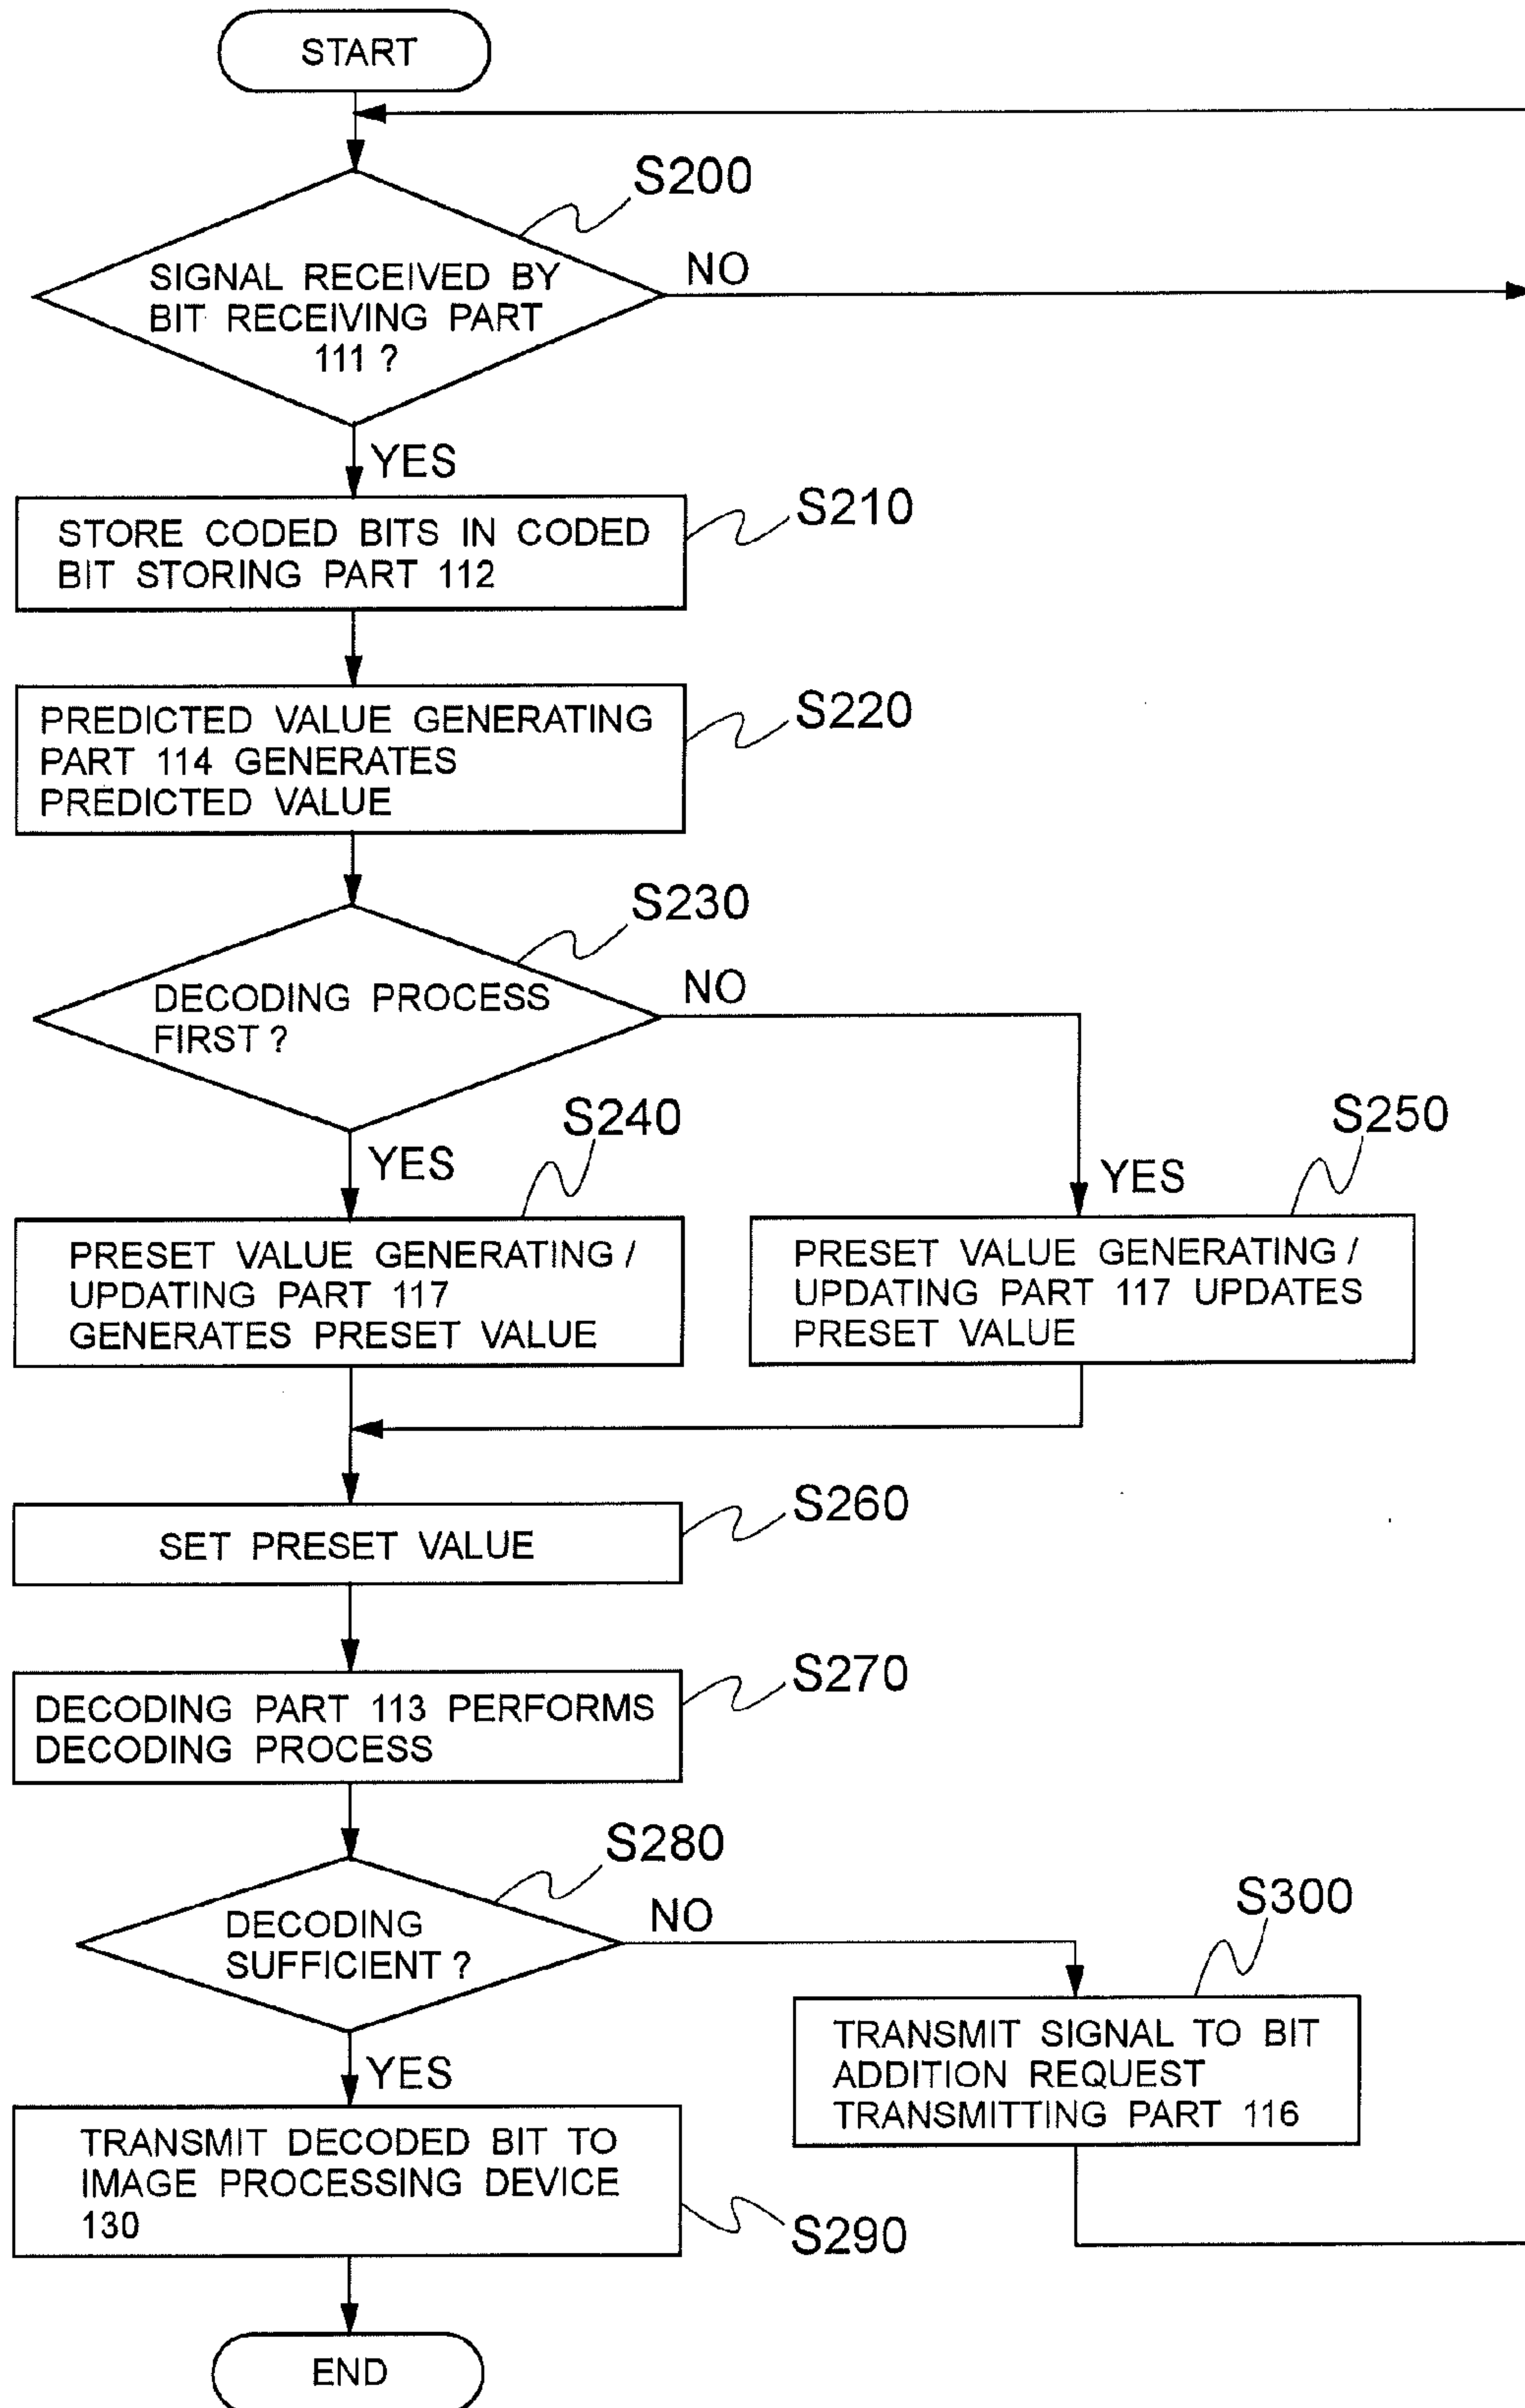 START
S200
SIGNAL RECEIVED BY
BIT RECEIVING PART
111 ?
NO
YES
S210
STORE CODED BITS IN CODED
BIT STORING PART 112
S220
PREDICTED VALUE GENERATING
PART 114 GENERATES
PREDICTED VALUE
S230
DECODING PROCESS
FIRST ?
NO
YES
S240
PRESET VALUE GENERATING /
UPDATING PART 117
GENERATES PRESET VALUE
YES
S250
PRESET VALUE GENERATING /
UPDATING PART 117 UPDATES
PRESET VALUE
S260
SET PRESET VALUE
S270
DECODING PART 113 PERFORMS
DECODING PROCESS
S280
DECODING
SUFFICIENT ?
NO
YES
S300
TRANSMIT SIGNAL TO BIT
ADDITION REQUEST
TRANSMITTING PART 116
TRANSMIT DECODED BIT TO
IMAGE PROCESSING DEVICE
130
S290
END